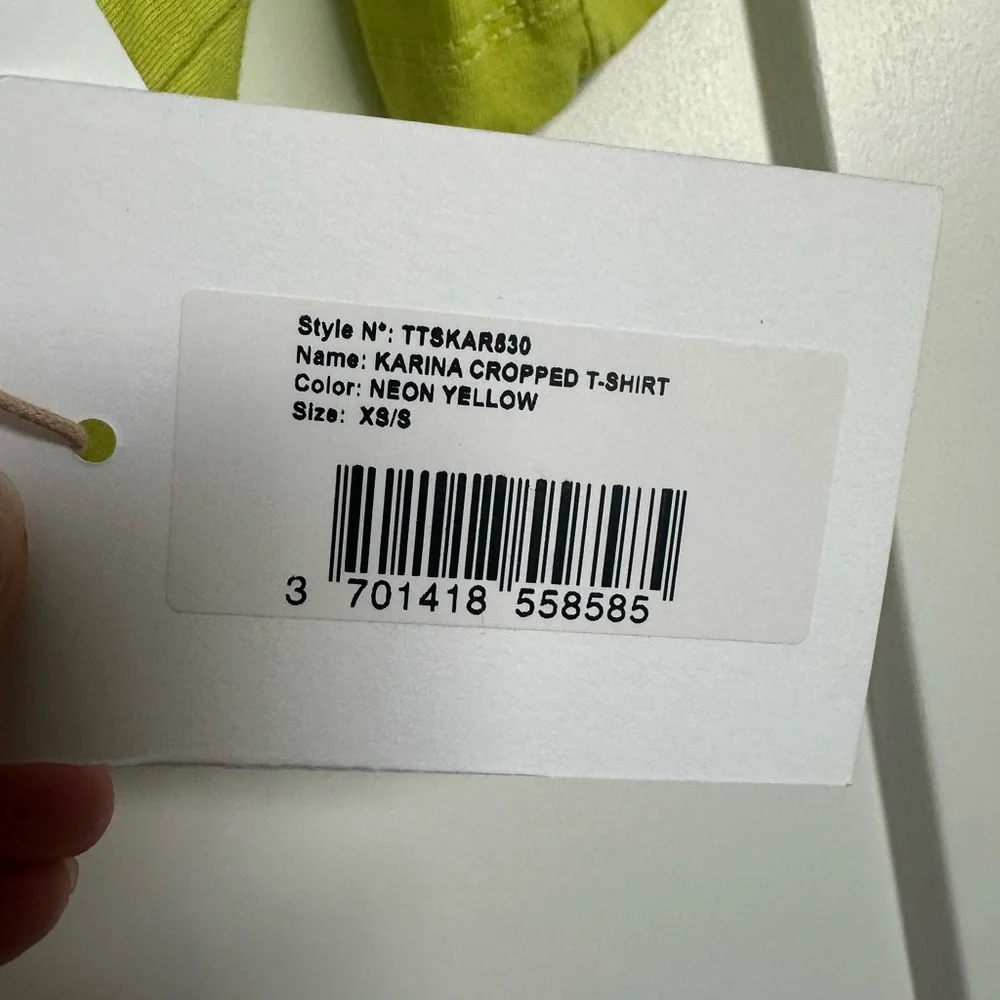 Style N°: TTSKAR530
Name: KARINA CROPPED T-SHIRT
Color: NEON YELLOW
Size: XS/S
3 701418 558585